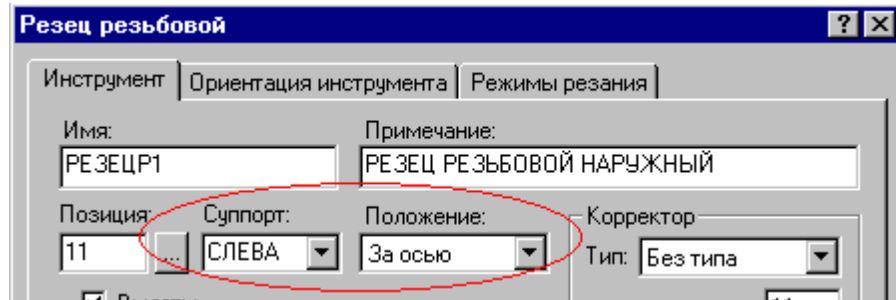 Резец резьбовой
Инструмент Ориентация инструмента Режимы резания
Имя: Примечание:
РЕЗЕЦР1 РЕЗЕЦ РЕЗЬБОВОЙ НАРУЖНЫЙ
Позиция: Суппорт: Положение: Корректор
11 ... СЛЕВА За осью Тип: Без типа